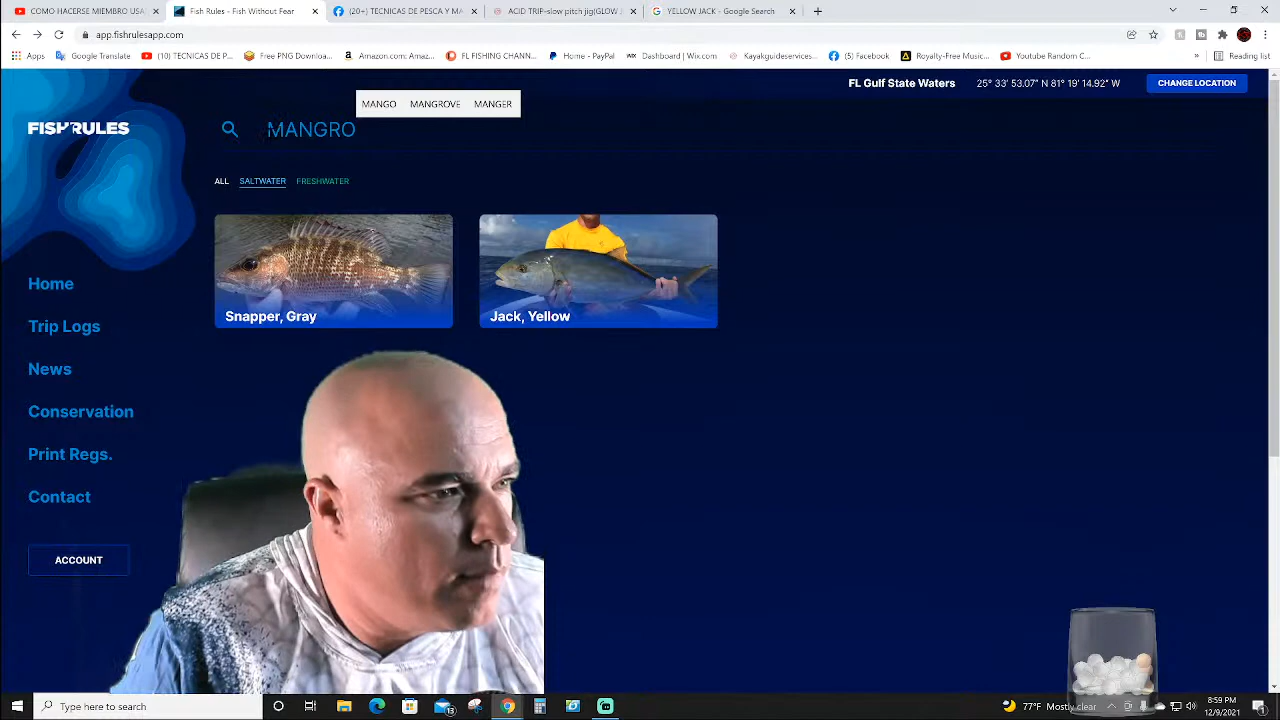 COMO HACERSE MIEMBRO USA
Fish Rules - Fish Without Fear
(20+) TECNICAS DE PESCA Y MA
ACID TRIP-slow pitch jig(GLOW J
YELLOW JACK - Google Search
app.fishrulesapp.com
Apps
Google Translate
(10) TECNICAS DE P...
Free PNG Downloa...
Amazon.com
FL FISHING CHANN...
Home - PayPal
Dashboard | Wix.com
Kayakguideservices...
Royalty-Free Music...
Youtube Random C...
Reading list
FL Gulf State Waters
25° 33' 53.07" N 81° 19' 14.92" W
CHANGE LOCATION
MANGO MANGROVE MANGER
FISHRULES
MANGRO
ALL SALTWATER FRESHWATER
Snapper, Gray
Jack, Yellow
Home
Trip Logs
News
Conservation
Print Regs.
Contact
ACCOUNT
Type here to search
77°F Mostly clear
8:59 PM
12/9/2021